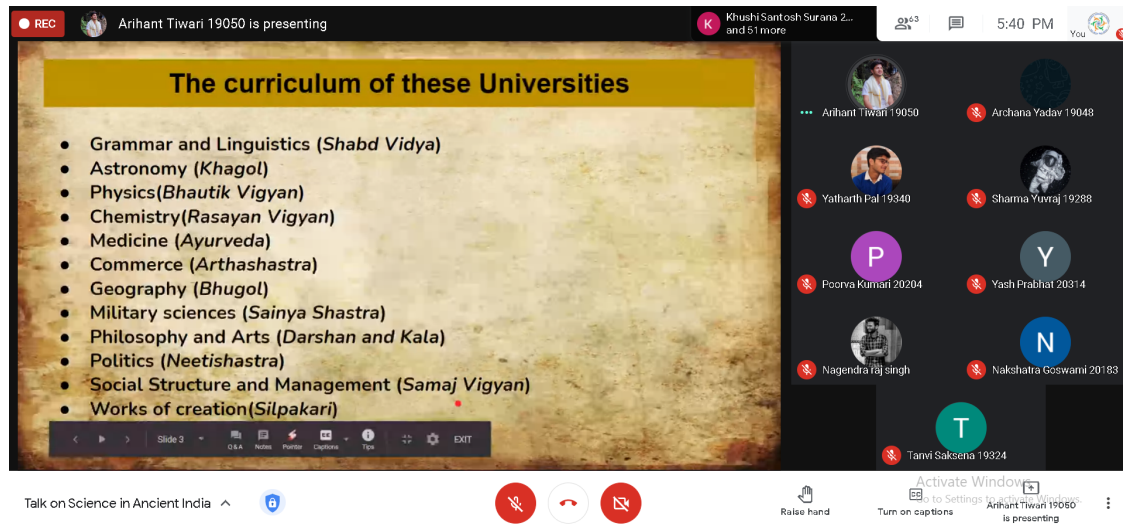 REC
Arihant Tiwari 19050 is presenting
K
Khushi Santosh Surana 2...
and 51 more
63
5:40 PM
You
The curriculum of these Universities
● Grammar and Linguistics (Shabd Vidya)
● Astronomy (Khagol)
● Physics(Bhautik Vigyan)
● Chemistry(Rasayan Vigyan)
● Medicine (Ayurveda)
● Commerce (Arthashastra)
● Geography (Bhugol)
● Military sciences (Sainya Shastra)
● Philosophy and Arts (Darshan and Kala)
● Politics (Neetishastra)
● Social Structure and Management (Samaj Vigyan)
● Works of creation(Silpakari)
Slide 3
Q&A
Notes
Pointer
Captions
Tips
EXIT
Arihant Tiwari 19050
Archana Yadav 19048
Yatharth Pal 19340
Sharma Yuvraj 19288
P
Poorva Kumari 20204
Y
Yash Prabhat 20314
Nagendra raj singh
N
Nakshatra Goswami 20183
T
Tanvi Saksena 19324
Activate Windows
Go to Settings to activate Windows.
Talk on Science in Ancient India
Raise hand
Turn on captions
Arihant Tiwari 19050
is presenting